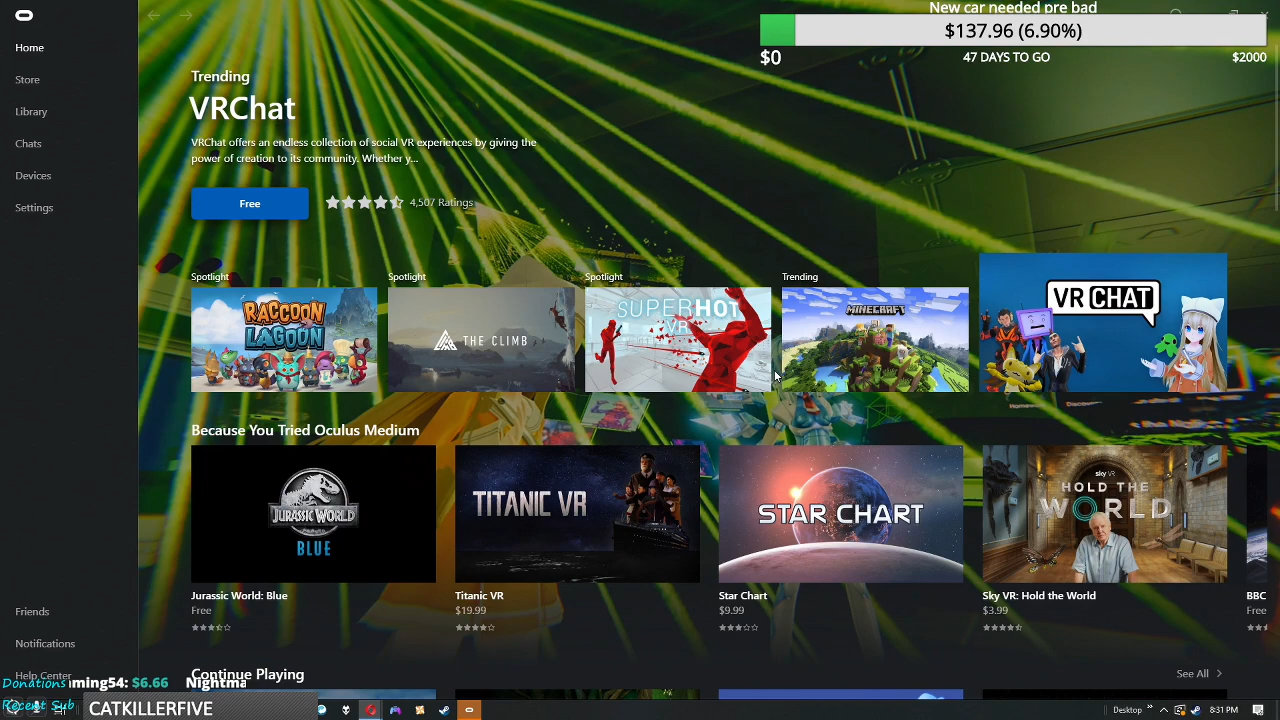 New car needed pre bad
$137.96 (6.90%)
$0
47 DAYS TO GO
$2000
Home
Store
Library
Chats
Devices
Settings
Trending
VRChat
VRChat offers an endless collection of social VR experiences by giving the
power of creation to its community. Whether y...
Free
4,507 Ratings
Spotlight
RACCOON
LAGOON
Spotlight
THE CLIMB
Spotlight
SUPERHOT
VR
Trending
MINECRAFT
VR CHAT
Because You Tried Oculus Medium
JURASSIC WORLD
BLUE
Jurassic World: Blue
Free
TITANIC VR
Titanic VR
$19.99
STAR CHART
Star Chart
$9.99
sky VR
HOLD THE
WORLD
Sky VR: Hold the World
$3.99
BBC
Free
Friends
Notifications
Help Center
Continue Playing
See All
Donations
ming54: $6.66
Nightma
Recent Sub
CATKILLERFIVE
Desktop
8:31 PM